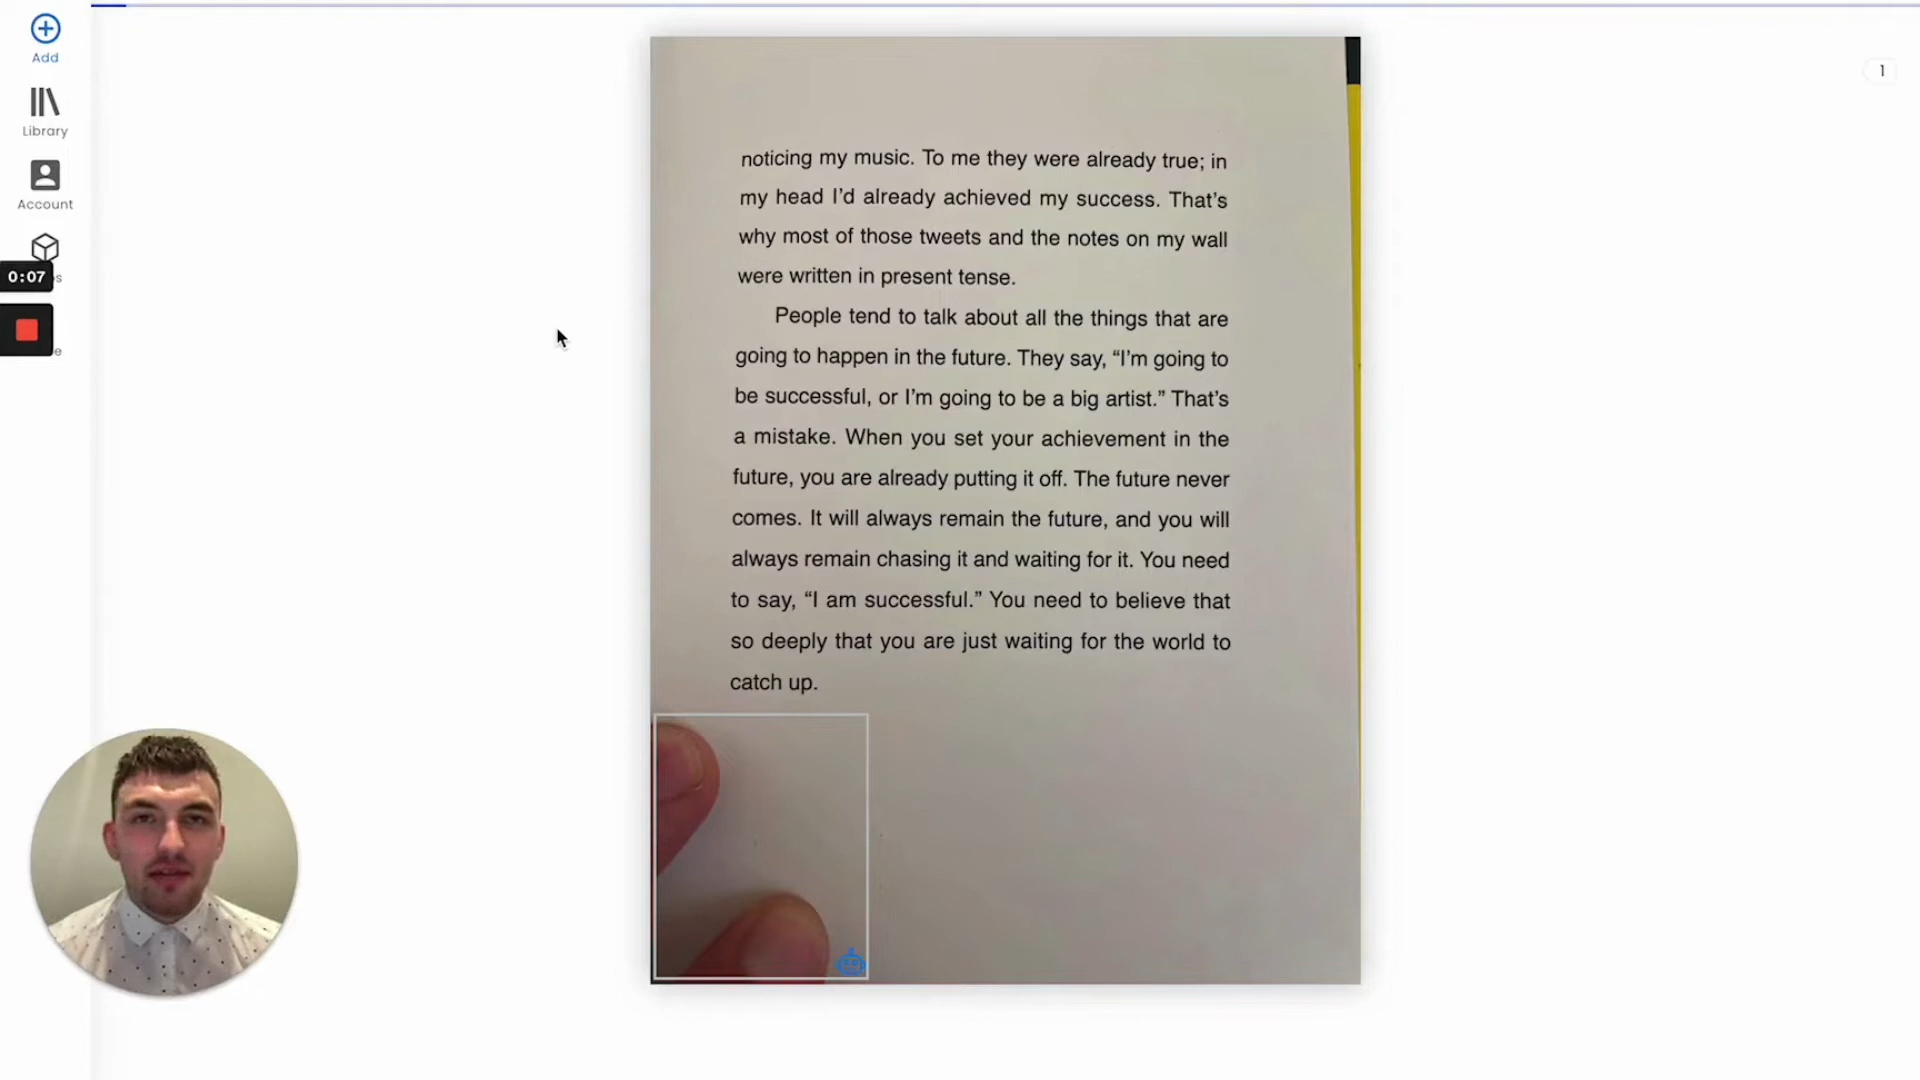 Add
Library
Account
0:07
s
e
1
noticing my music. To me they were already true; in
my head I'd already achieved my success. That's
why most of those tweets and the notes on my wall
were written in present tense.
People tend to talk about all the things that are
going to happen in the future. They say, “I'm going to
be successful, or I'm going to be a big artist.” That's
a mistake. When you set your achievement in the
future, you are already putting it off. The future never
comes. It will always remain the future, and you will
always remain chasing it and waiting for it. You need
to say, “I am successful.” You need to believe that
so deeply that you are just waiting for the world to
catch up.